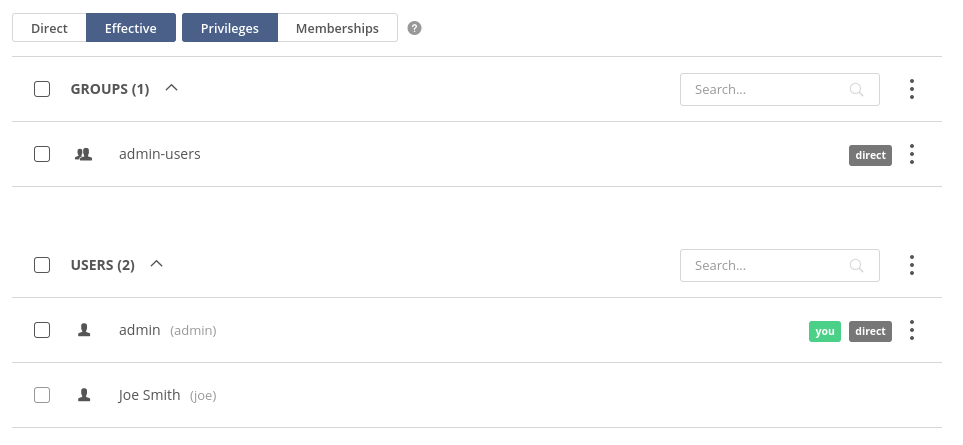 Direct Effective Privileges Memberships ?
GROUPS (1) Search...
admin-users direct
USERS (2) Search...
admin (admin) you direct
Joe Smith (joe)